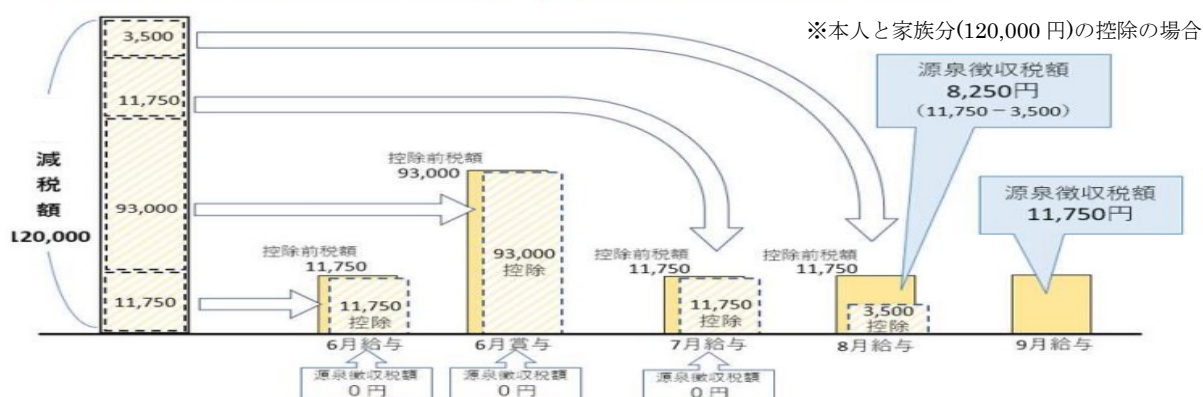 ※本人と家族分(120,000 円)の控除の場合
減税額
120,000
3,500
11,750
93,000
11,750
控除前税額
11,750
11,750
控除
6月給与
源泉徴収税額
0 円
控除前税額
93,000
93,000
控除
6月賞与
源泉徴収税額
0 円
控除前税額
11,750
11,750
控除
7月給与
源泉徴収税額
0 円
控除前税額
11,750
3,500
控除
8月給与
源泉徴収税額
8,250円
（11,750－3,500）
源泉徴収税額
11,750円
9月給与